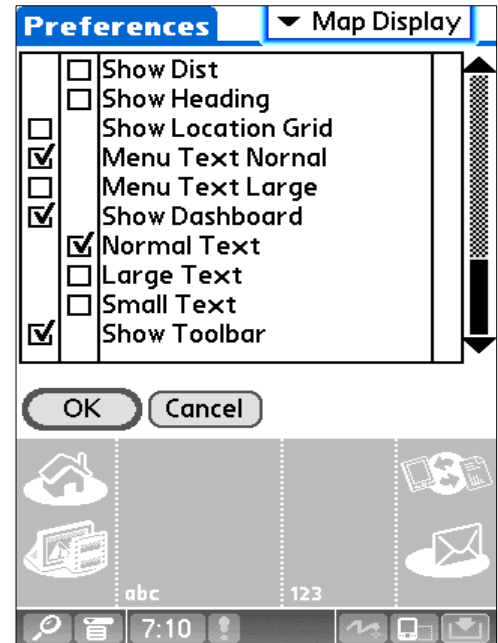 Preferences
Map Display
Show Dist
Show Heading
Show Location Grid
Menu Text Nornal
Menu Text Large
Show Dashboard
Normal Text
Large Text
Small Text
Show Toolbar
OK
Cancel
abc
123
7:10